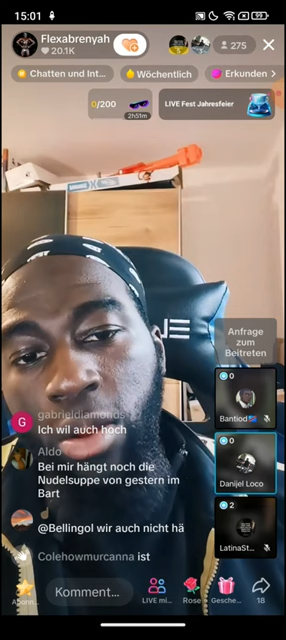 15:01
99
Flexabrenyah
20.1K
275
Chatten und Int...
Wöchentlich
Erkunden
0/200
2h51m
LIVE Fest Jahresfeier
Anfrage
zum
Beitreten
0
Bantiod
0
Danijel Loco
2
LatinaSt...
G
gabrieldiamonds
Ich wil auch hoch
Aldo
Bei mir hängt noch die
Nudelsuppe von gestern im
Bart
@Bellingol wir auch nicht hä
Colehowmurcanna ist
Abonn...
Komment...
LIVE mi...
Rose
Gesche...
18